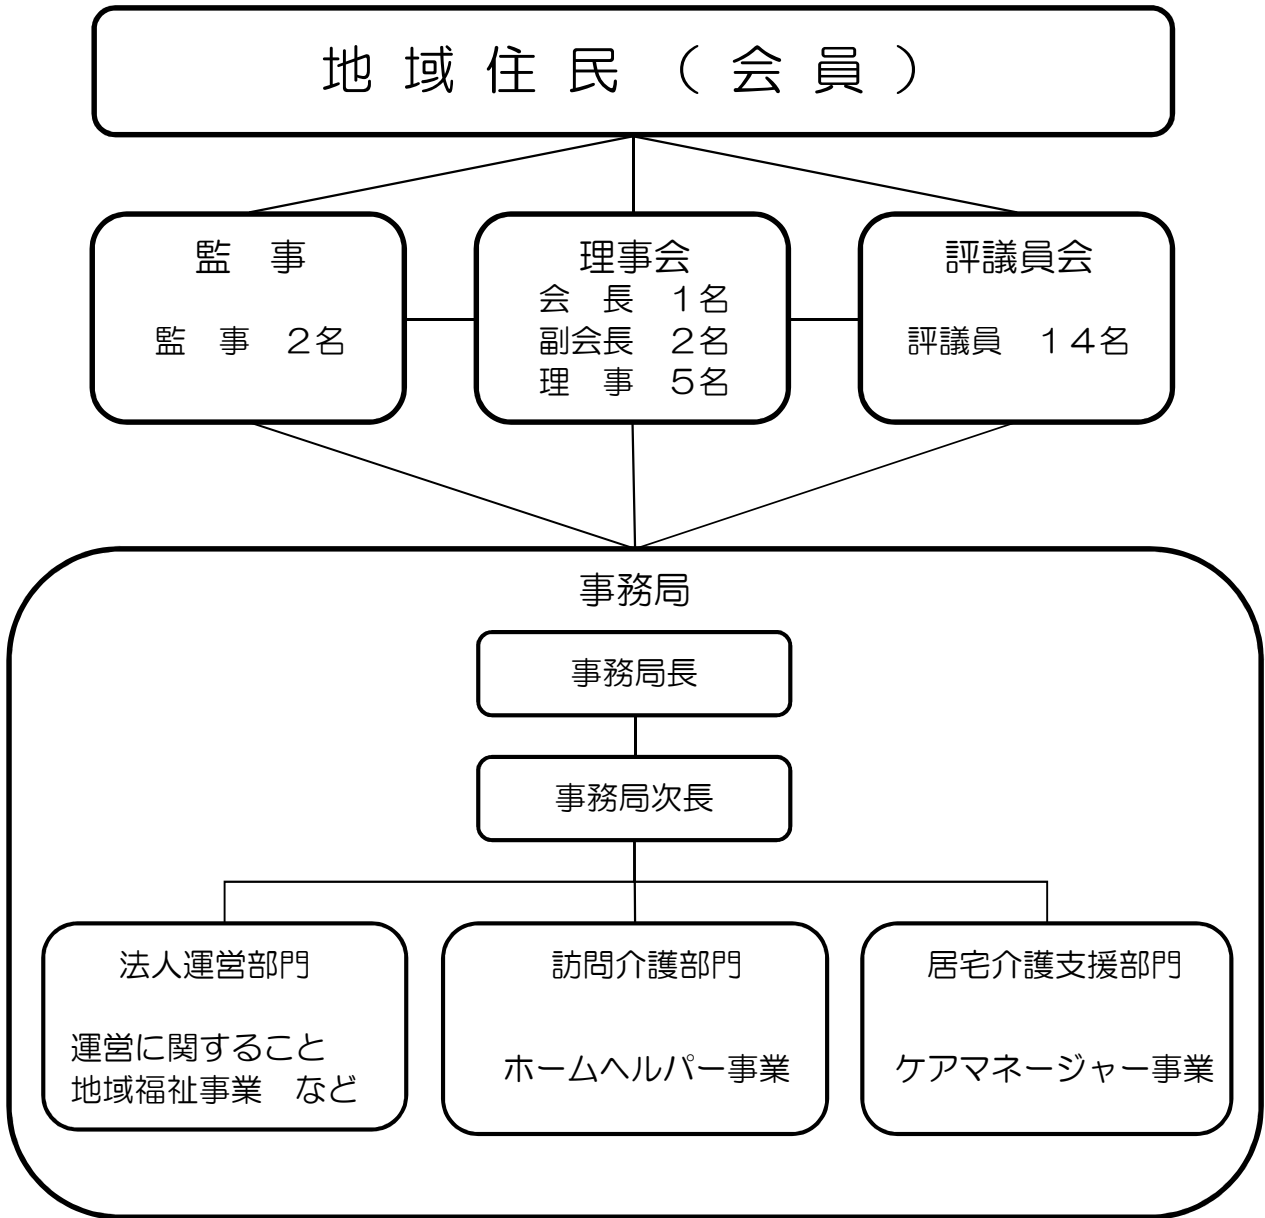 地域住民（会員）
監　事
監　事　２名
理事会
会　長　１名
副会長　２名
理　事　５名
評議員会
評議員　１４名
事務局
事務局長
事務局次長
法人運営部門
運営に関すること
地域福祉事業　など
訪問介護部門
ホームヘルパー事業
居宅介護支援部門
ケアマネージャー事業